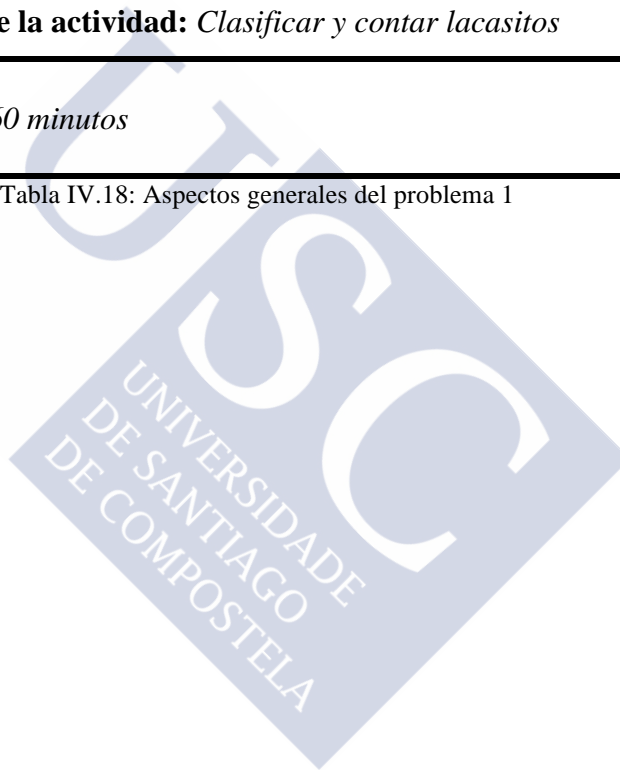 e la actividad: Clasificar y contar lacasitos
60 minutos
Tabla IV.18: Aspectos generales del problema 1
USC
UNIVERSIDADE
DE SANTIAGO
DE COMPOSTELA